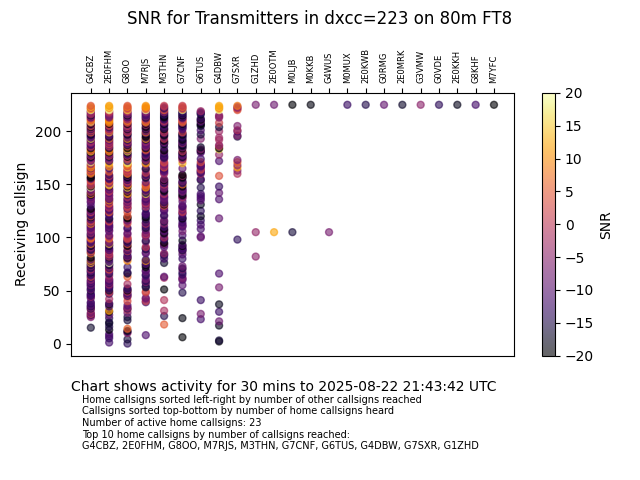 SNR for Transmitters in dxcc=223 on 80m FT8
G4CBZ 2E0FHM G8OO M7RJS M3THN G7CNF G6TUS G4DBW G7SXR G1ZHD 2E0OTM M0LJB M0KKB G4WUS M0MUX 2E0KWB G0RMG 2E0MRK G3VMW G0VDE 2E0KKH G8KHF M7YFC
Receiving callsign
200
150
100
50
0
20
15
10
5
0
−5
−10
−15
−20
SNR
Chart shows activity for 30 mins to 2025-08-22 21:43:42 UTC
Home callsigns sorted left-right by number of other callsigns reached
Callsigns sorted top-bottom by number of home callsigns heard
Number of active home callsigns: 23
Top 10 home callsigns by number of callsigns reached:
G4CBZ, 2E0FHM, G8OO, M7RJS, M3THN, G7CNF, G6TUS, G4DBW, G7SXR, G1ZHD